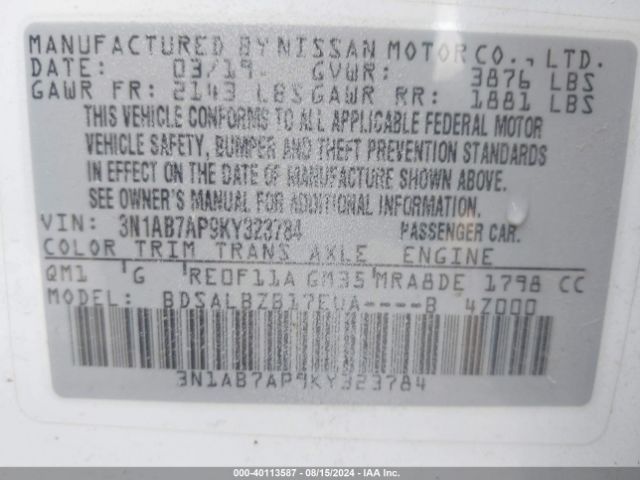 MANUFACTURED BY NISSAN MOTOR CO., LTD.
DATE: 03/19 GVWR: 3876 LBS
GAWR FR: 2143 LBS GAWR RR: 1881 LBS
THIS VEHICLE CONFORMS TO ALL APPLICABLE FEDERAL MOTOR
VEHICLE SAFETY, BUMPER AND THEFT PREVENTION STANDARDS
IN EFFECT ON THE DATE OF MANUFACTURE SHOWN ABOVE.
SEE OWNER'S MANUAL FOR ADDITIONAL INFORMATION.
VIN: 3N1AB7AP9KY323784 PASSENGER CAR.
COLOR TRIM TRANS AXLE ENGINE
QM1 G RE0F11A GM35 MRA8DE 1798 CC
MODEL: BDSALBZB17EUA----B 4Z000
3N1AB7AP9KY323784
STOCK# - 40113587 - 08/15/2024 - IAA Inc.